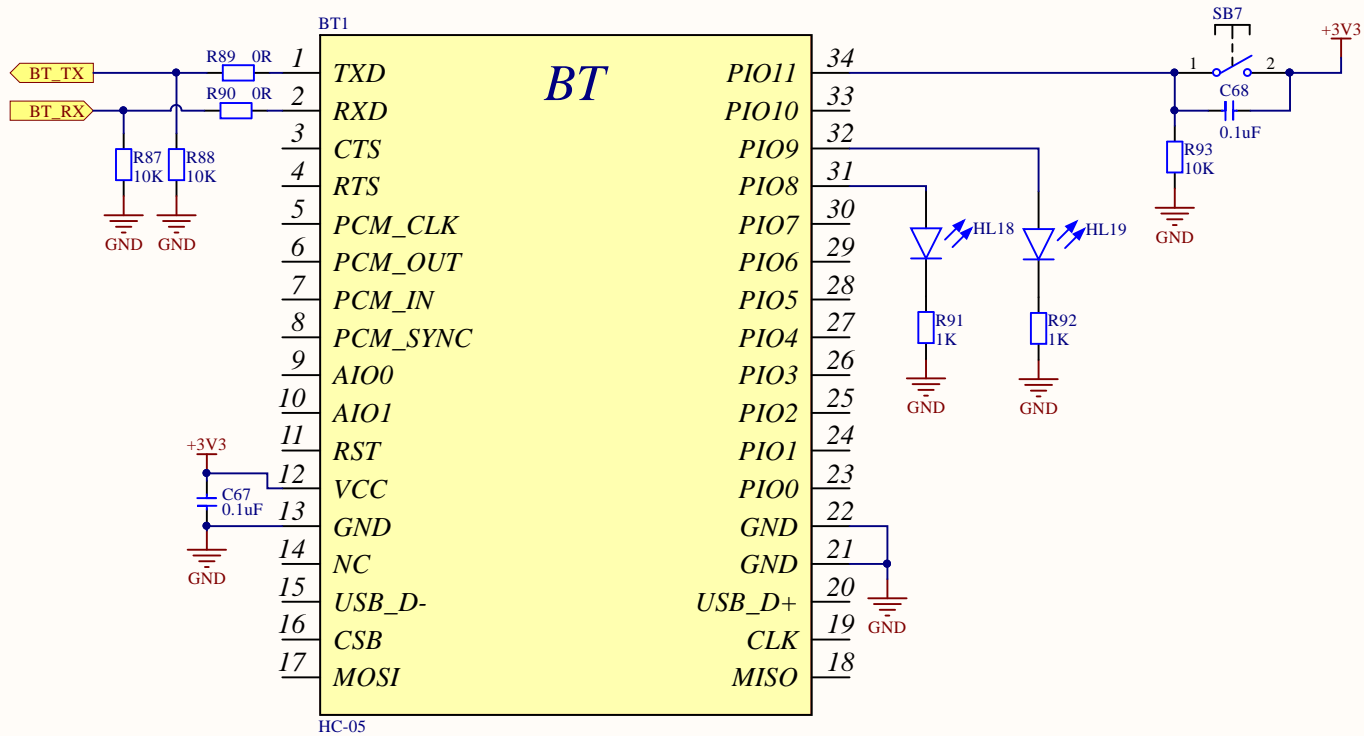 BT1
SB7
+3V3
BT_TX
R89 0R
1 TXD
BT
PIO11 34
1
2
BT_RX
R90 0R
2 RXD
PIO10 33
C68
0.1uF
3 CTS
PIO9 32
R87
10K
R88
10K
R93
10K
4 RTS
PIO8 31
5 PCM_CLK
PIO7 30
HL18
HL19
GND
GND
GND
6 PCM_OUT
PIO6 29
7 PCM_IN
PIO5 28
8 PCM_SYNC
PIO4 27
R91
1K
R92
1K
9 AIO0
PIO3 26
10 AIO1
PIO2 25
GND
GND
11 RST
PIO1 24
+3V3
12 VCC
PIO0 23
C67
0.1uF
13 GND
GND 22
14 NC
GND 21
GND
15 USB_D-
USB_D+ 20
GND
16 CSB
CLK 19
17 MOSI
MISO 18
HC-05